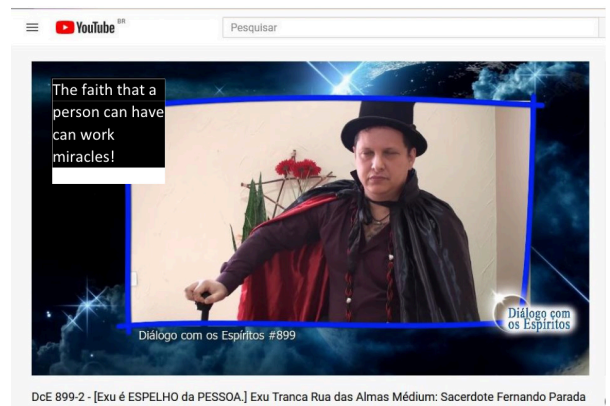 YouTube BR
Pesquisar
The faith that a
person can have
can work
miracles!
Diálogo com
os Espíritos
Diálogo com os Espíritos #899
DcE 899-2 - [Exu é ESPELHO da PESSOA.] Exu Tranca Rua das Almas Médium: Sacerdote Fernando Parada